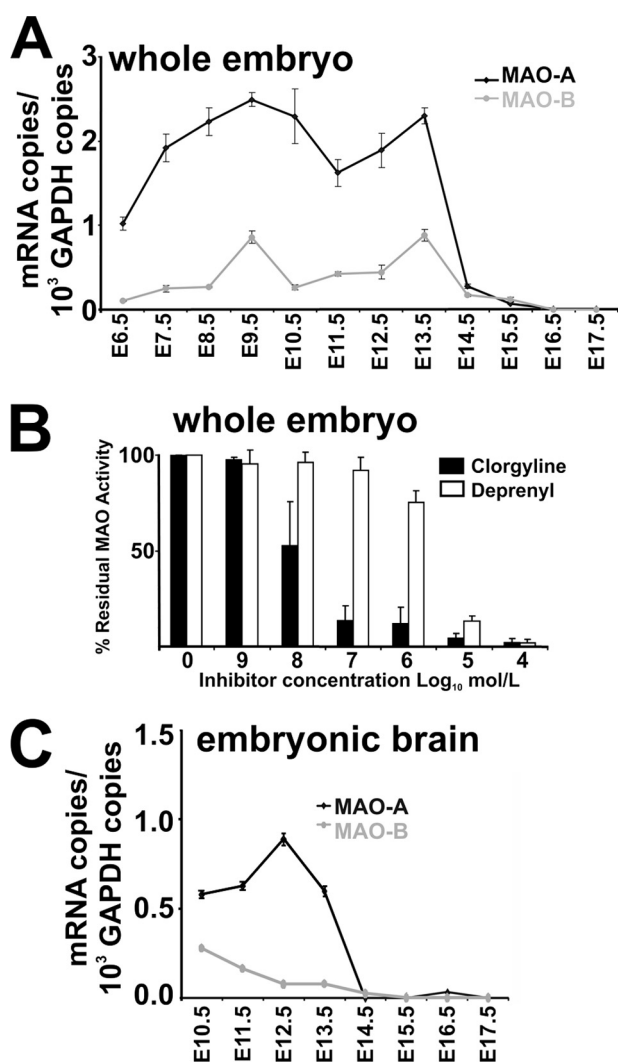 A
whole embryo
mRNA copies/
10³ GAPDH copies
3
2
1
0
MAO-A
MAO-B
E6.5
E7.5
E8.5
E9.5
E10.5
E11.5
E12.5
E13.5
E14.5
E15.5
E16.5
E17.5
B
whole embryo
% Residual MAO Activity
100
50
Clorgyline
Deprenyl
0 9 8 7 6 5 4
Inhibitor concentration Log₁₀ mol/L
C
embryonic brain
mRNA copies/
10³ GAPDH copies
1.5
1.0
0.5
0.0
MAO-A
MAO-B
E10.5
E11.5
E12.5
E13.5
E14.5
E15.5
E16.5
E17.5